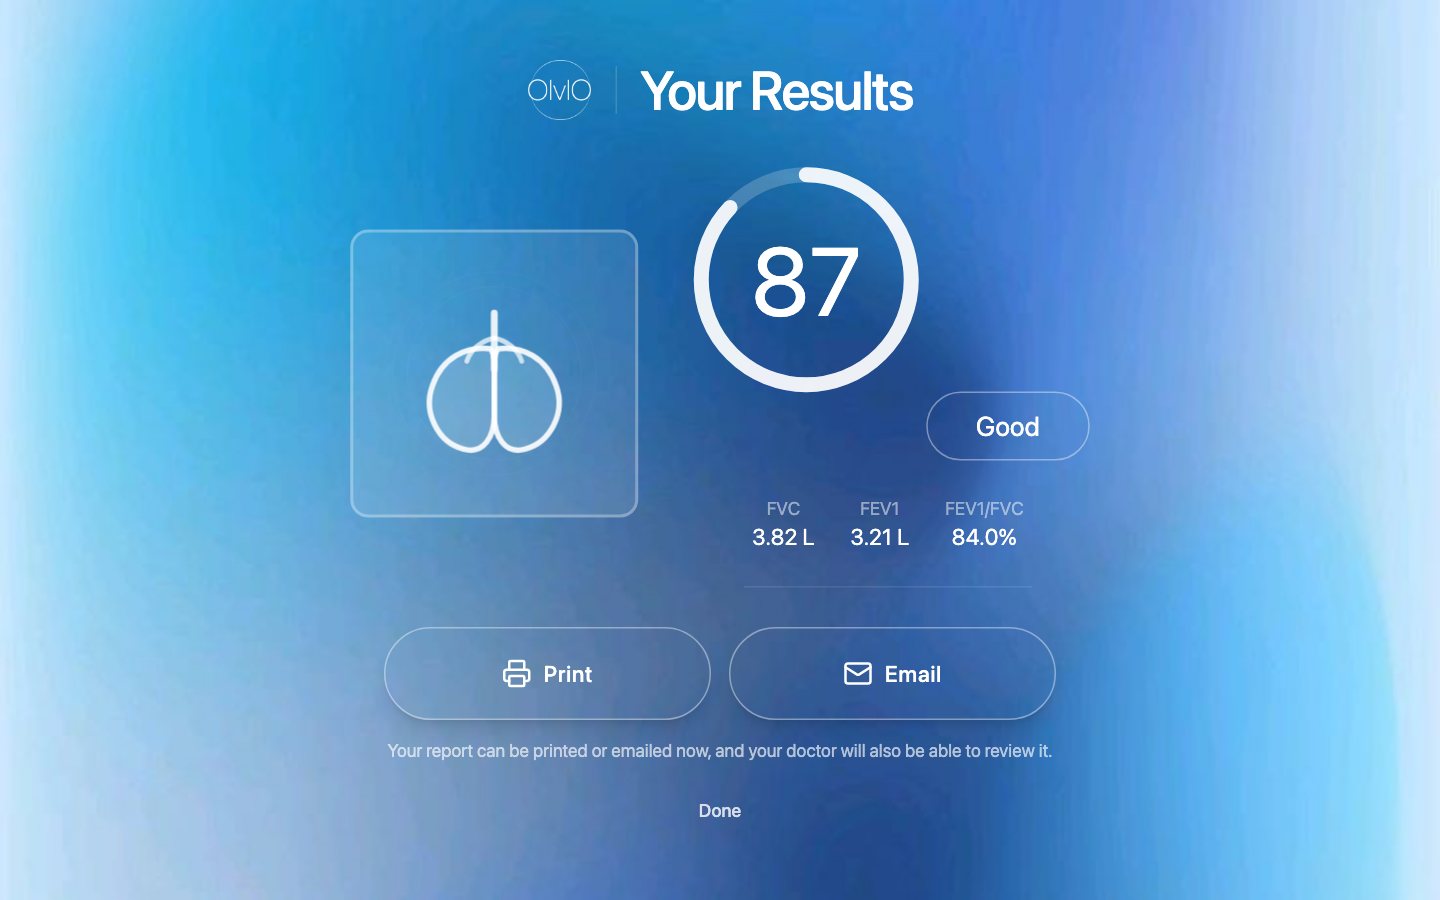 OIVIO
Your Results
87
Good
FVC FEV1 FEV1/FVC
3.82 L 3.21 L 84.0%
Print Email
Your report can be printed or emailed now, and your doctor will also be able to review it.
Done